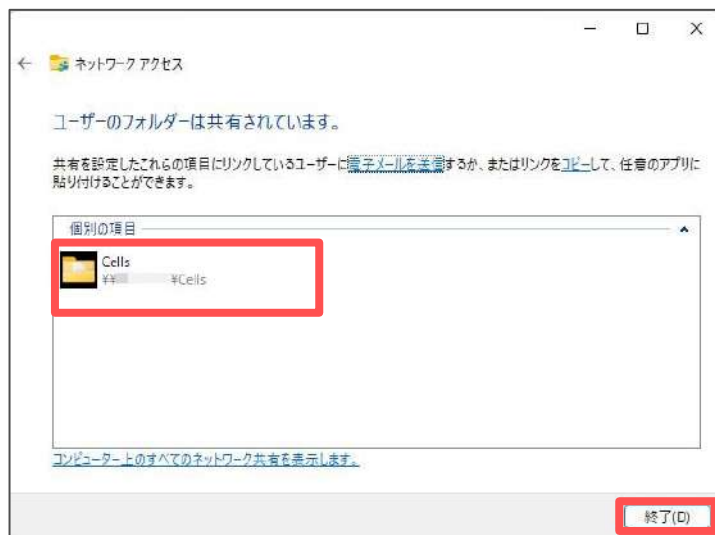 ネットワーク アクセス
ユーザーのフォルダーは共有されています。
共有を設定したこれらの項目にリンクしているユーザーに電子メールを送信するか、またはリンクをコピーして、任意のアプリに
貼り付けることができます。
個別の項目
Cells
¥¥ ¥Cells
コンピューター上のすべてのネットワーク共有を表示します。
終了(D)